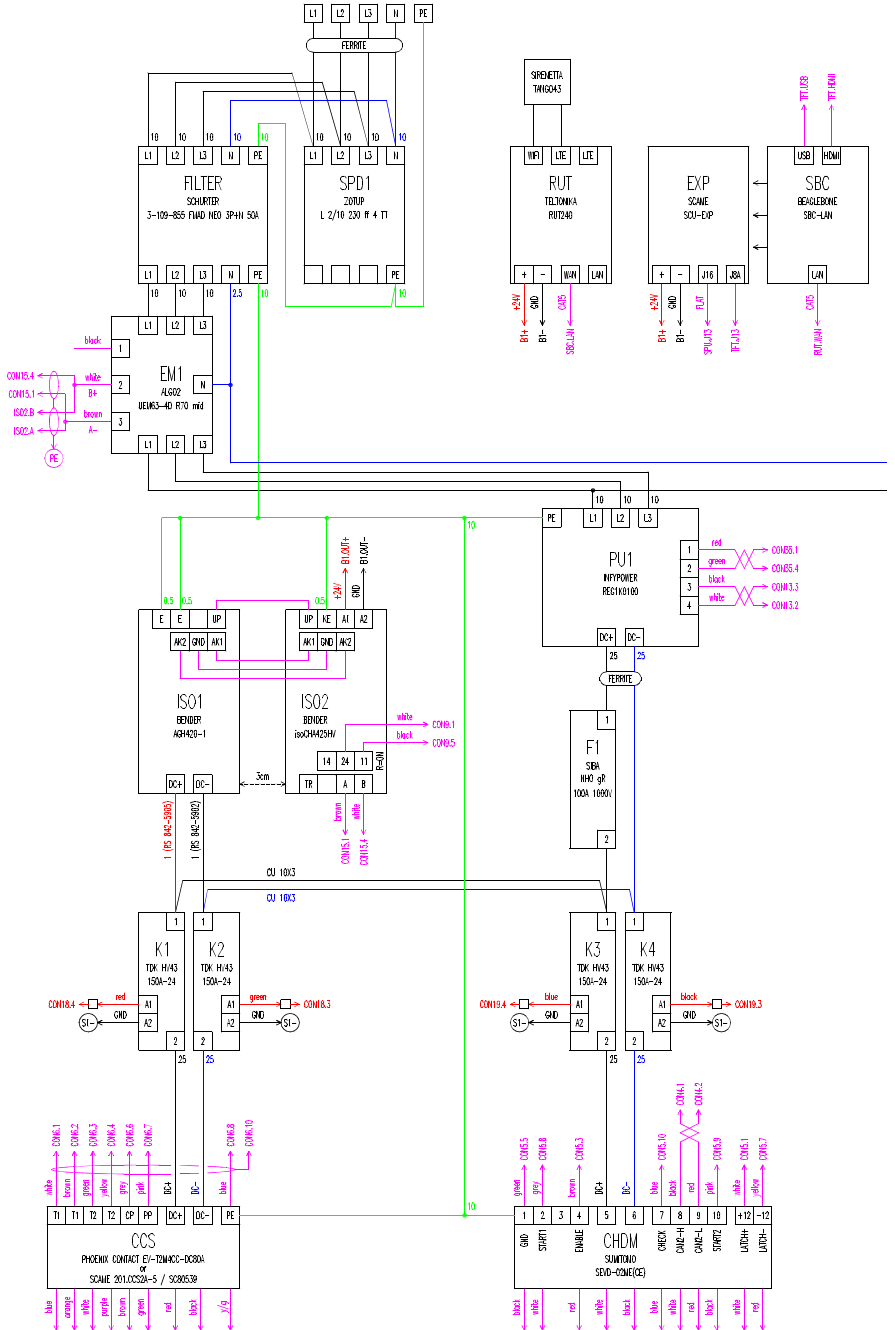 L1 L2 L3 N PE
FERRITE
SIRENETTA
TANGO43
TFT.USB TFT.HDMI
10 10 10 10 10
L1 L2 L3 N PE
FILTER
SCHURTER
3-109-855 FMAD NEO 3P+N 50A
L1 L2 L3 N PE
10 10 10 2.5 10
L1 L2 L3 N
10
SPD1
ZOTUP
L 2/10 230 ff 4 TT
PE
10
WIFI LTE LTE
RUT
TELTONIKA
RUT240
+ - WAN LAN
+24V GND CAT5
B1+ B1- SBC.LAN
EXP
SCAME
SCU-EXP
+ - J16 J8A
+24V GND FLAT
B1+ B1- SPU.J13 TFT.J13
USB HDMI
SBC
BEAGLEBONE
SBC-LAN
LAN
CAT5
RUT.WAN
L1 L2 L3
black 1
CON15.4 white 2
CON15.1 B+
ISO2.B brown 3
ISO2.A A-
PE
EM1
ALGO2
UEM63-4D R70 mid
N
L1 L2 L3
10 10 10
10
PE L1 L2 L3
PU1
INFYPOWER
REG1K0100
1 red CON35.1
2 green CON35.4
3 black CON13.3
4 white CON13.2
DC+ DC-
25 25
FERRITE
B1.OUT+ B1.OUT-
0.5 0.5 +24V GND
E E UP
AK2 GND AK1
ISO1
BENDER
AGH420-1
DC+ DC-
1 (RS 842-5905) 1 (RS 842-5902)
3cm
UP KE A1 A2
AK1 GND AK2
ISO2
BENDER
isoCHA425HV
white CON9.1
black CON9.5
14 24 11 R=ON
TR A B
brown white
CON15.1 CON15.4
1
F1
SIBA
NH0 gR
100A 1000V
2
CU 10X3
CU 10X3
1
K1
TDK HV43
150A-24
CON18.4 red A1
S1- GND A2
2
25
1
K2
TDK HV43
150A-24
A1 green CON18.3
A2 GND S1-
2
25
1
K3
TDK HV43
150A-24
CON19.4 blue A1
S1- GND A2
2
25
1
K4
TDK HV43
150A-24
A1 black CON19.3
A2 GND S1-
2
25
CON6.1 CON6.2 CON6.3 CON6.4 CON6.6 CON6.7 CON6.8 CON6.10
white brown green yellow grey pink DC+ DC- blue
T1 T1 T2 T2 CP PP DC+ DC- PE
10
CCS
PHOENIX CONTACT EV-T2M4CC-DC80A
or
SCAME 201.CCS2A-5 / SC80539
blue orange white purple brown green red black y/g
CON5.5 CON5.8 CON5.3 CON5.10 CON4.1 CON4.2 CON5.9 CON5.1 CON5.7
green grey brown DC+ DC- blue black red pink white yellow
1 2 3 4 5 6 7 8 9 10 +12 -12
GND START1 ENABLE CHECK CAN2-H CAN2-L START2 LATCH+ LATCH-
CHDM
SUMITOMO
SEVD-02ME(CE)
black white red white black blue white red black white red